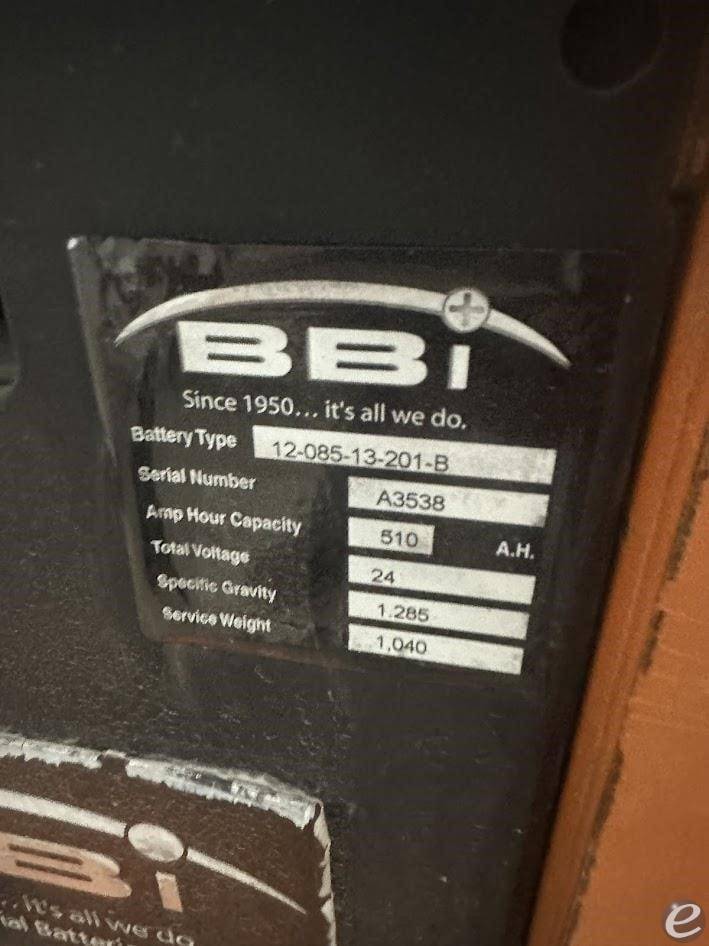 BBI
Since 1950... it's all we do.
Battery Type 12-085-13-201-B
Serial Number A3538
Amp Hour Capacity 510 A.H.
Total Voltage 24
Specific Gravity 1.285
Service Weight 1,040
BBI
...it's all we do
e